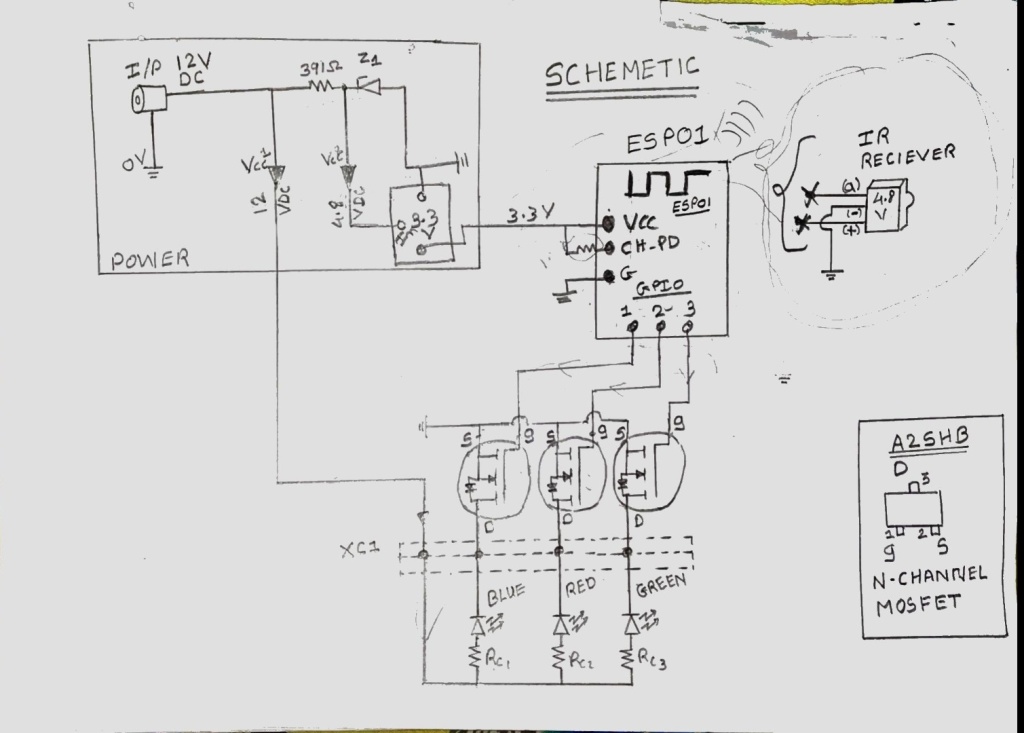 SCHEMETIC
I/P 12V
DC
391Ω
Z1
0V
Vcc1
12
VDC
Vcc2
4.8
VDC
3.3
V
POWER
3.3 V
ESP01
ESP01
VCC
CH-PD
G
GPIO
1 2 3
IR
RECIEVER
(a)
(-)
(+)
4.8
V
S g S g S g
D D D
XC1
BLUE RED GREEN
RC1 RC2 RC3
A2SHB
D
3
1 2
g S
N-CHANNEL
MOSFET